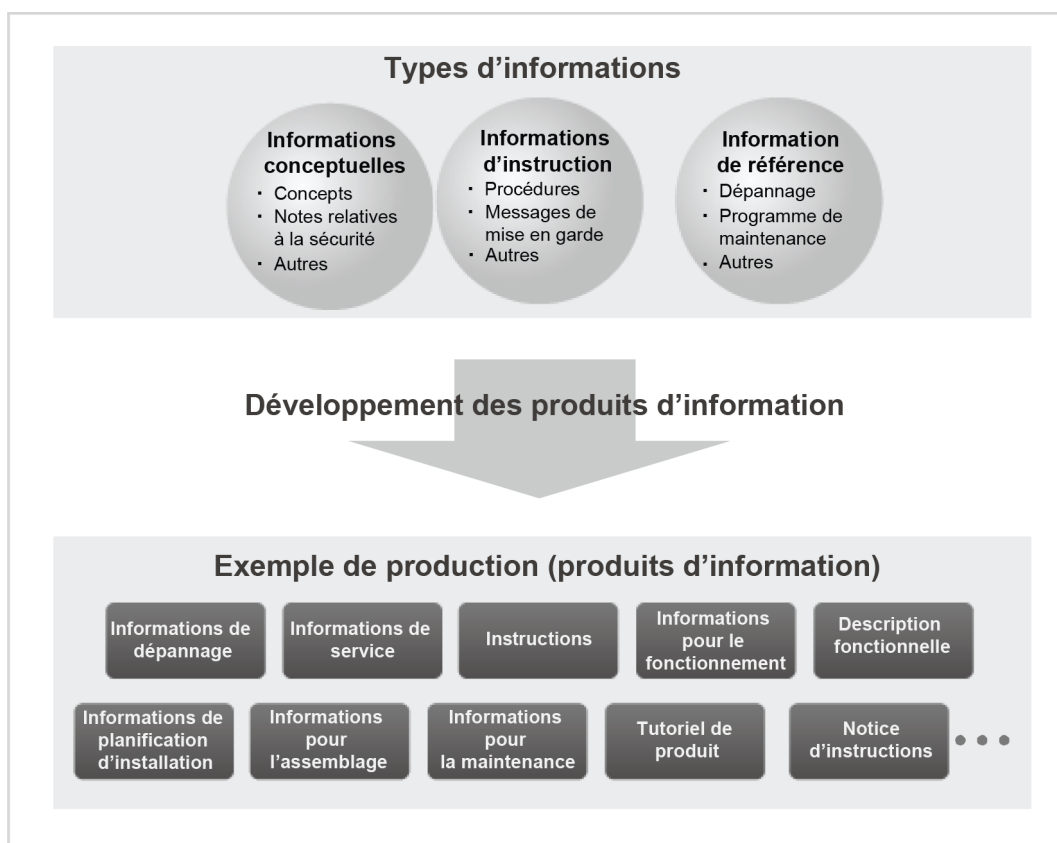 Types d’informations
Informations
conceptuelles
· Concepts
· Notes relatives
à la sécurité
· Autres
Informations
d’instruction
· Procédures
· Messages de
mise en garde
· Autres
Information
de référence
· Dépannage
· Programme de
maintenance
· Autres
Développement des produits d’information
Exemple de production (produits d’information)
Informations de
dépannage
Informations de
service
Instructions
Informations
pour le
fonctionnement
Description
fonctionnelle
Informations de
planification
d’installation
Informations
pour
l’assemblage
Informations
pour
la maintenance
Tutoriel de
produit
Notice
d’instructions